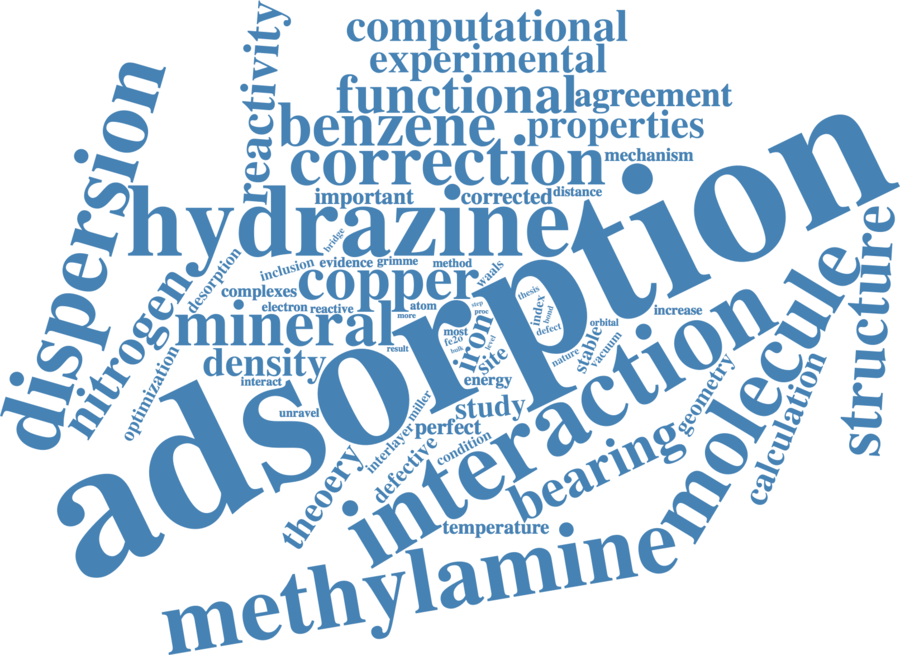 computational
experimental
reactivity
functional
agreement
benzene
properties
dispersion
correction
mechanism
important
corrected
distance
hydrazine
bridge
adsorption
structure
nitrogen
desorption
inclusion
evidence
grimme
method
waals
copper
complexes
electron
reactive
atom
more
mineral
step
proc
thesis
index
bond
defect
increase
orbital
stable
vacuum
nature
most
fe2o
bulk
level
iron
site
result
density
interact
energy
optimization
molecule
interaction
geometry
calculation
unravel
miller
study
perfect
interlayer
condition
defective
theoery
bearing
temperature
methylamine